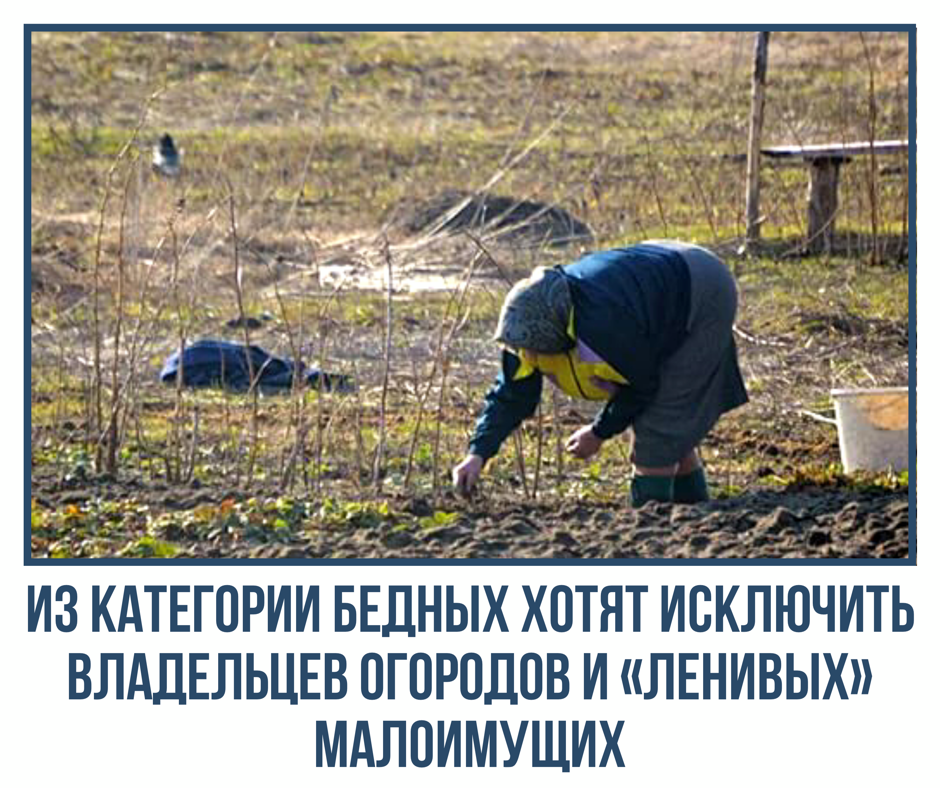 ИЗ КАТЕГОРИИ БЕДНЫХ ХОТЯТ ИСКЛЮЧИТЬ
ВЛАДЕЛЬЦЕВ ОГОРОДОВ И «ЛЕНИВЫХ»
МАЛОИМУЩИХ